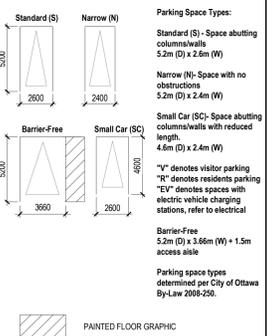 Standard (S)
Narrow (N)
5200
2600
2400
Barrier-Free
Small Car (SC)
5200
4600
3660
2600
Parking Space Types:
Standard (S) - Space abutting
columns/walls
5.2m (D) x 2.6m (W)
Narrow (N)- Space with no
obstructions
5.2m (D) x 2.4m (W)
Small Car (SC)- Space abutting
columns/walls with reduced
length.
4.6m (D) x 2.4m (W)
"V" denotes visitor parking
"R" denotes residents parking
"EV" denotes spaces with
electric vehicle charging
stations, refer to electrical
Barrier-Free
5.2m (D) x 3.66m (W) + 1.5m
access aisle
Parking space types
determined per City of Ottawa
By-Law 2008-250.
PAINTED FLOOR GRAPHIC